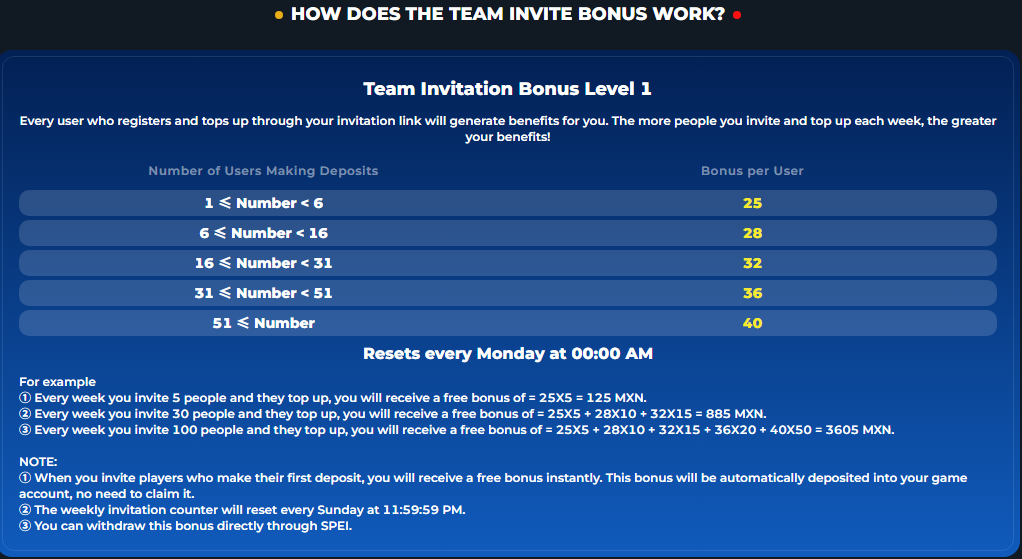 HOW DOES THE TEAM INVITE BONUS WORK?
Team Invitation Bonus Level 1
Every user who registers and tops up through your invitation link will generate benefits for you. The more people you invite and top up each week, the greater
your benefits!
Number of Users Making Deposits Bonus per User
1 ⩽ Number < 6 25
6 ⩽ Number < 16 28
16 ⩽ Number < 31 32
31 ⩽ Number < 51 36
51 ⩽ Number 40
Resets every Monday at 00:00 AM
For example
① Every week you invite 5 people and they top up, you will receive a free bonus of = 25X5 = 125 MXN.
② Every week you invite 30 people and they top up, you will receive a free bonus of = 25X5 + 28X10 + 32X15 = 885 MXN.
③ Every week you invite 100 people and they top up, you will receive a free bonus of = 25X5 + 28X10 + 32X15 + 36X20 + 40X50 = 3605 MXN.
NOTE:
① When you invite players who make their first deposit, you will receive a free bonus instantly. This bonus will be automatically deposited into your game
account, no need to claim it.
② The weekly invitation counter will reset every Sunday at 11:59:59 PM.
③ You can withdraw this bonus directly through SPEI.